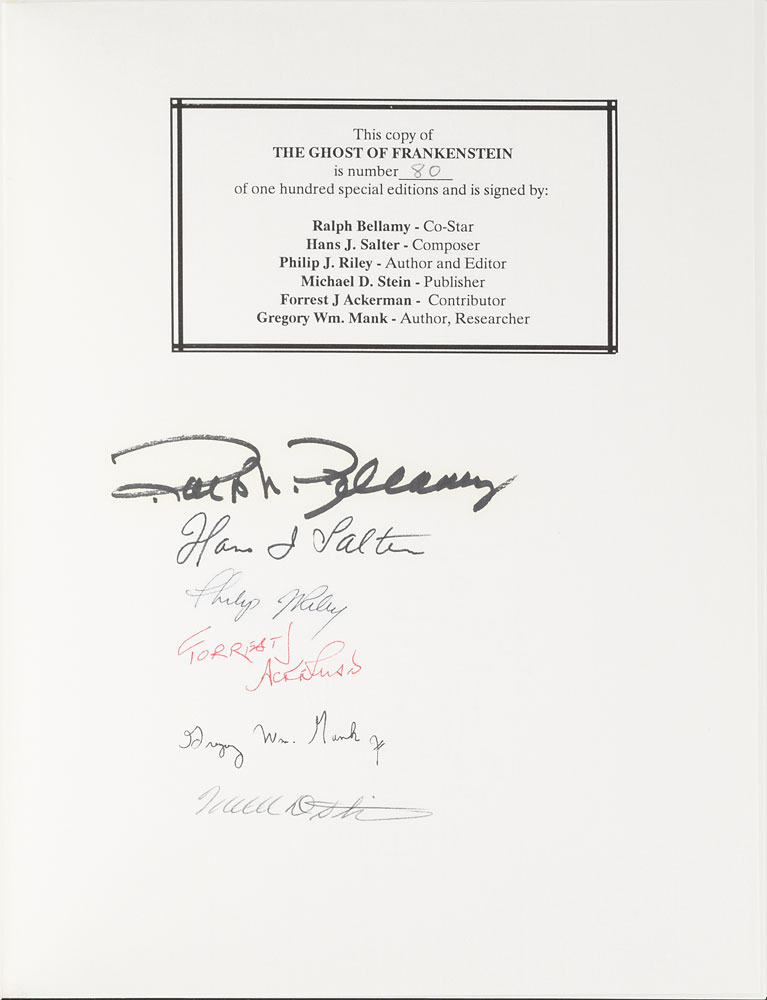 This copy of
THE GHOST OF FRANKENSTEIN
is number 80
of one hundred special editions and is signed by:
Ralph Bellamy - Co-Star
Hans J. Salter - Composer
Philip J. Riley - Author and Editor
Michael D. Stein - Publisher
Forrest J Ackerman - Contributor
Gregory Wm. Mank - Author, Researcher
Ralph Bellamy
Hans J Salter
Philip J Riley
FORREST J
ACKERMAN
Gregory Wm. Mank